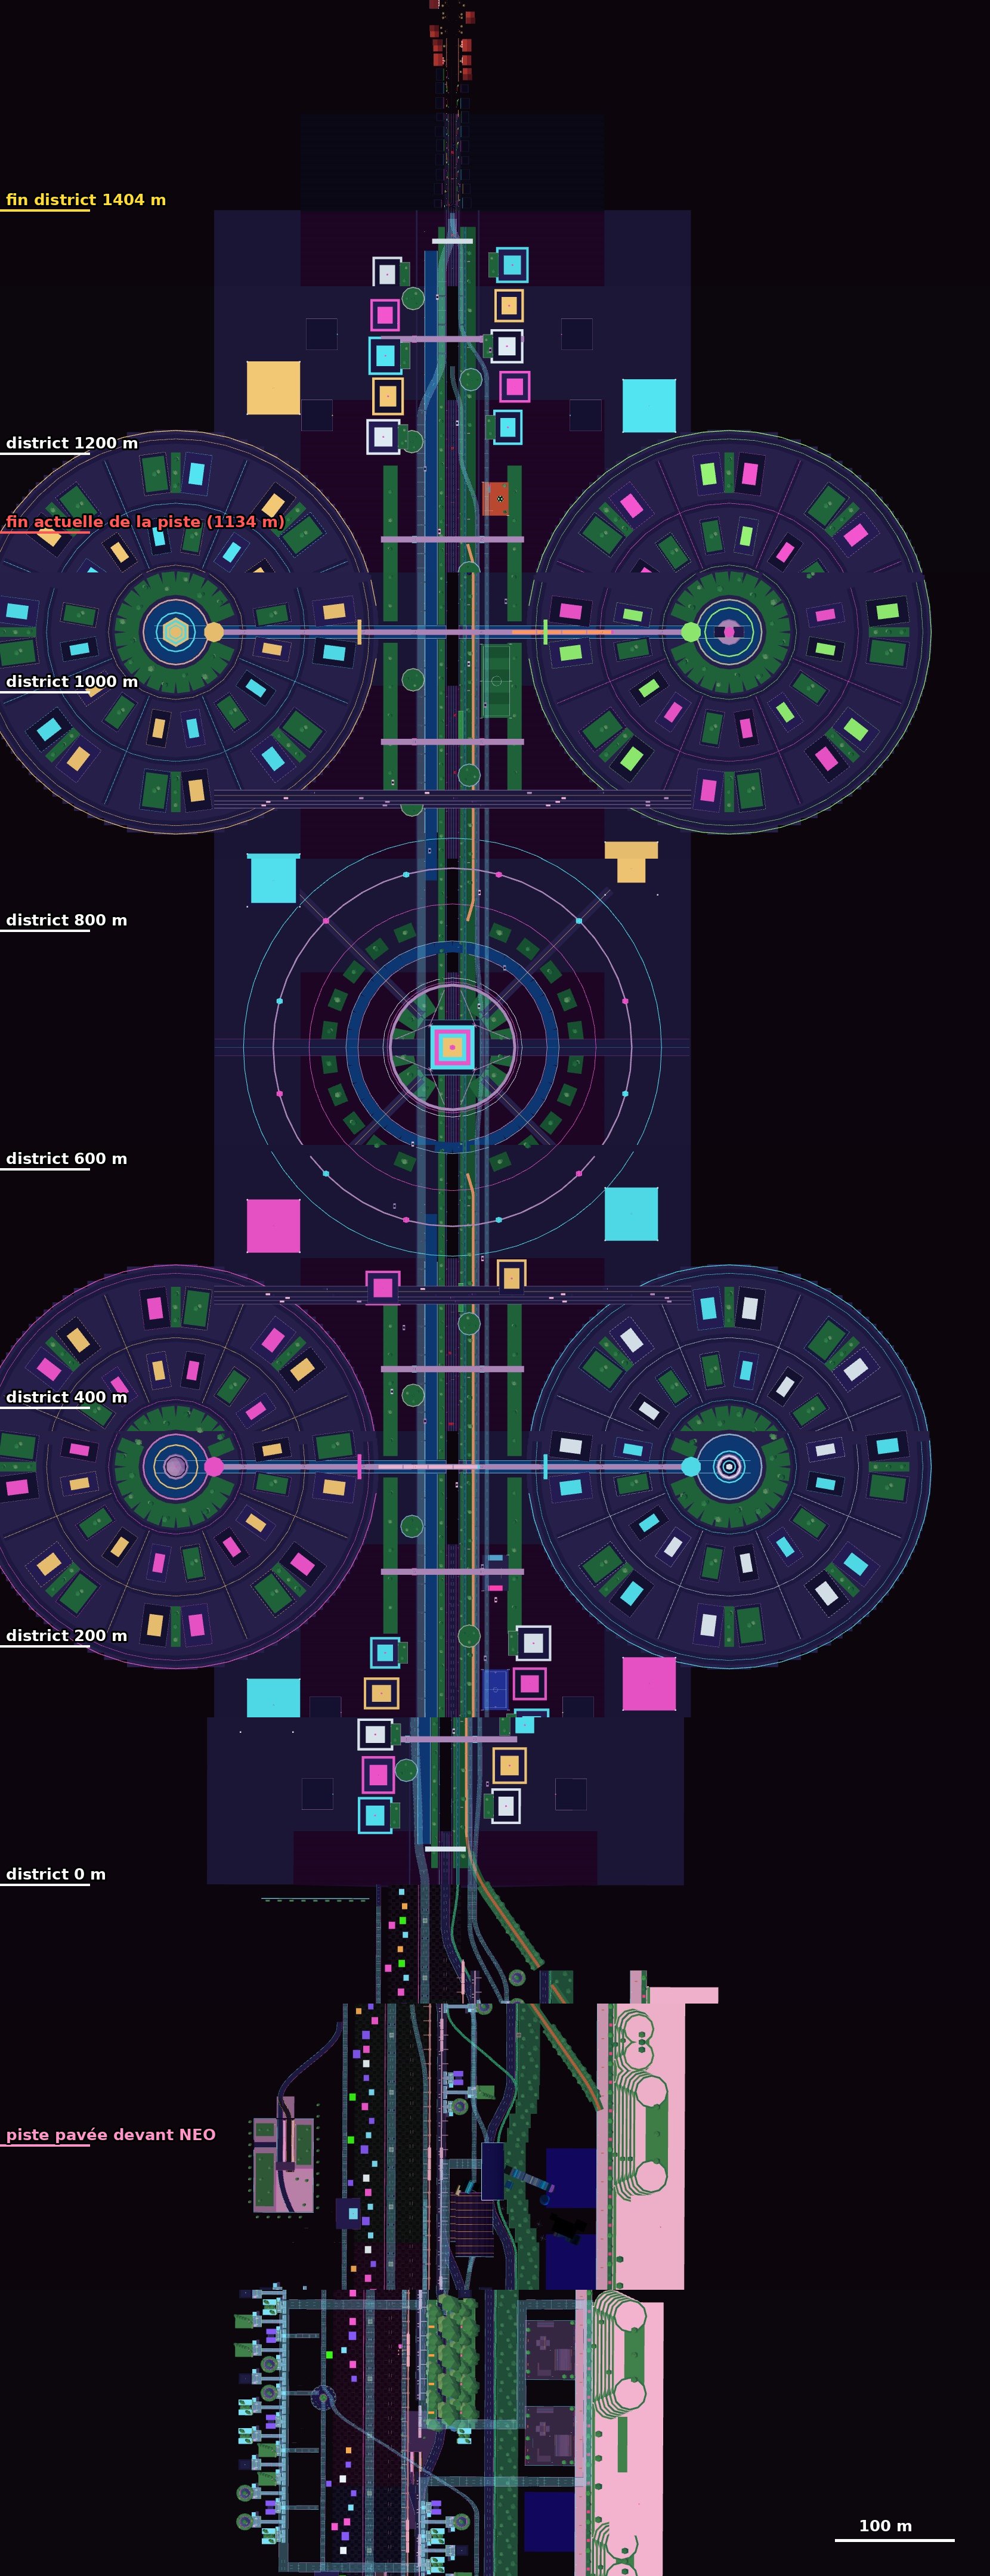 fin district 1404 m
district 1200 m
fin actuelle de la piste (1134 m)
district 1000 m
district 800 m
district 600 m
district 400 m
district 200 m
district 0 m
piste pavée devant NEO
100 m